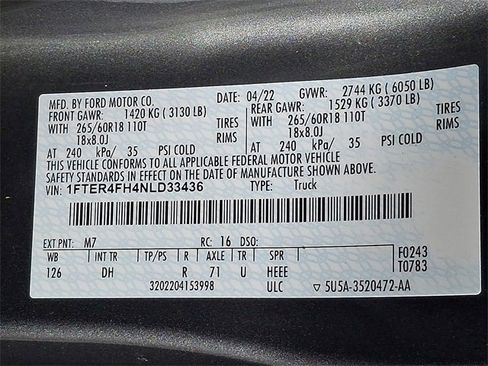 MFD. BY FORD MOTOR CO. DATE: 04/22 GVWR: 2744 KG (6050 LB)
FRONT GAWR: 1420 KG (3130 LB) REAR GAWR: 1529 KG (3370 LB)
WITH 265/60R18 110T TIRES WITH 265/60R18 110T TIRES
18x8.0J RIMS 18x8.0J RIMS
AT 240 kPa/ 35 PSI COLD AT 240 kPa/ 35 PSI COLD
THIS VEHICLE CONFORMS TO ALL APPLICABLE FEDERAL MOTOR VEHICLE
SAFETY STANDARDS IN EFFECT ON THE DATE OF MANUFACTURE SHOWN ABOVE.
VIN: 1FTER4FH4NLD33436 TYPE: Truck
EXT PNT: M7 RC: 16 DSO:
WB INT TR TP/PS R AXLE TR SPR F0243
126 DH R 71 U HEEE T0783
3202204153998 ULC ▽ 5U5A-3520472-AA